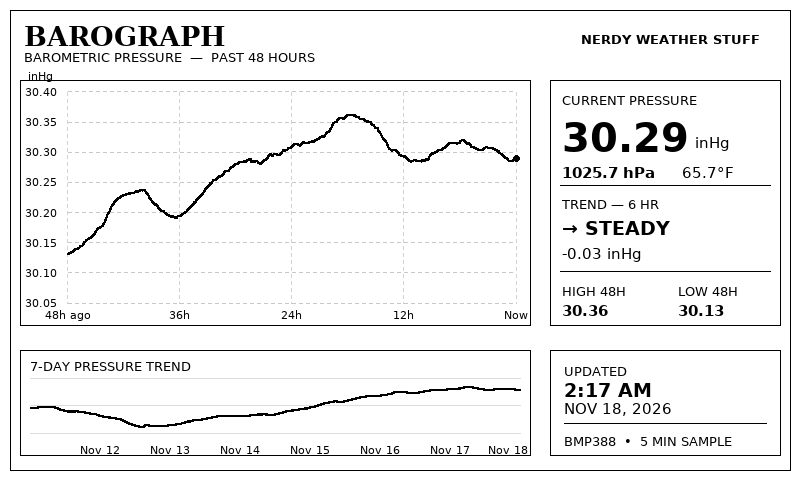 BAROGRAPH
BAROMETRIC PRESSURE — PAST 48 HOURS
NERDY WEATHER STUFF
inHg
30.40
30.35
30.30
30.25
30.20
30.15
30.10
30.05
48h ago 36h 24h 12h Now
CURRENT PRESSURE
30.29 inHg
1025.7 hPa 65.7°F
TREND — 6 HR
→ STEADY
-0.03 inHg
HIGH 48H LOW 48H
30.36 30.13
7-DAY PRESSURE TREND
Nov 12 Nov 13 Nov 14 Nov 15 Nov 16 Nov 17 Nov 18
UPDATED
2:17 AM
NOV 18, 2026
BMP388 • 5 MIN SAMPLE